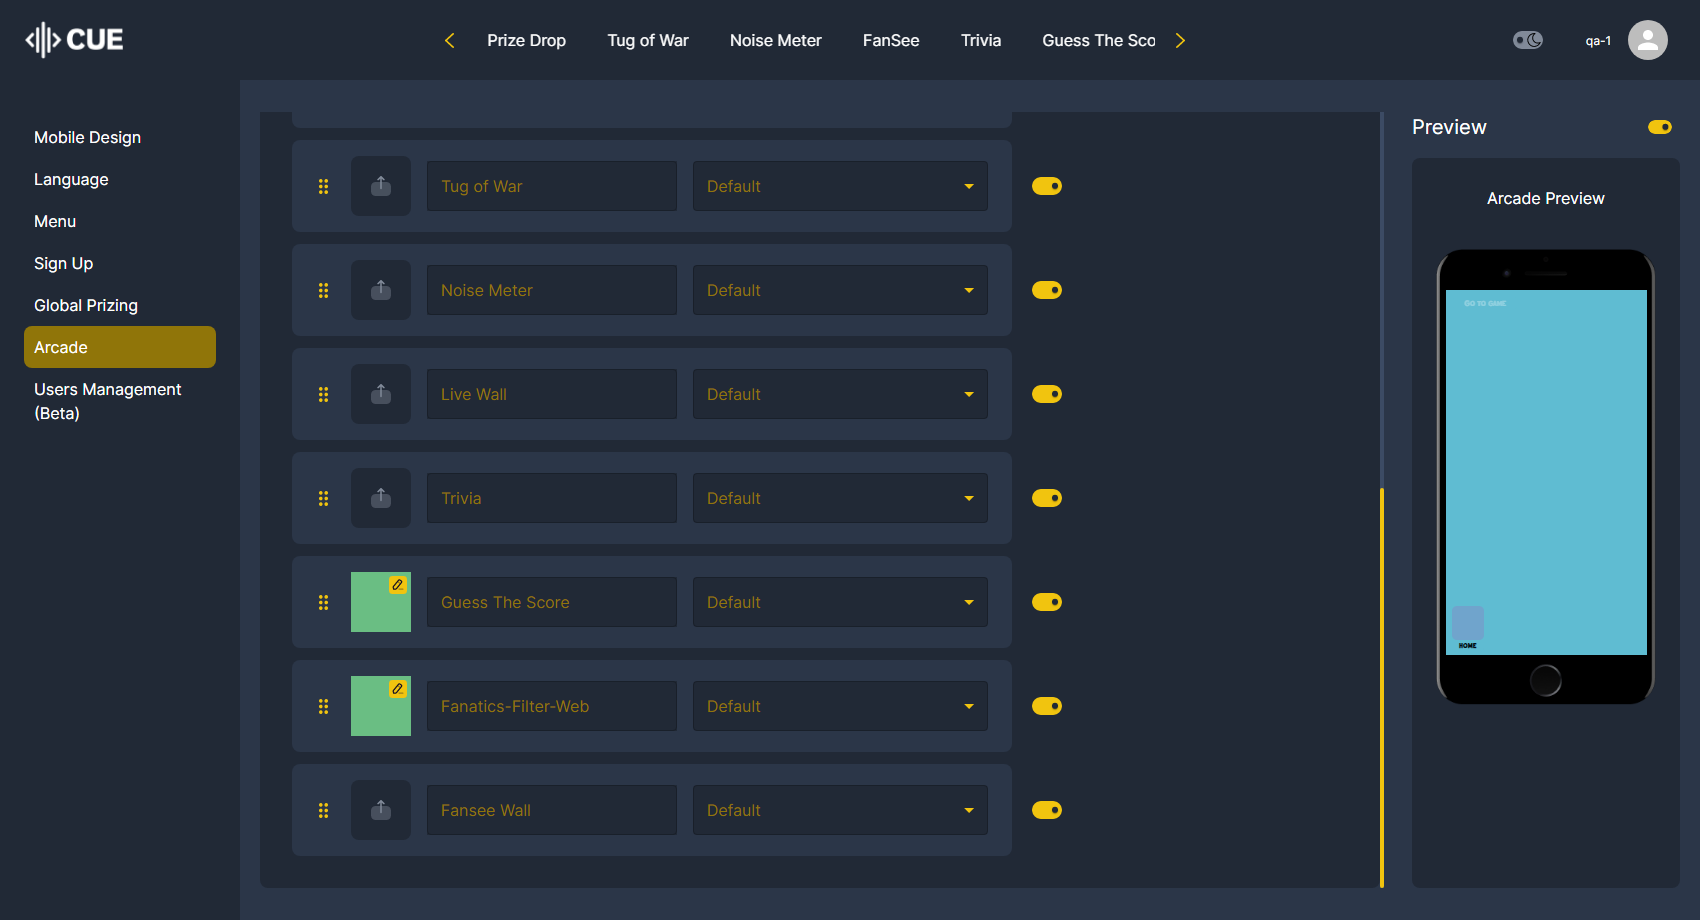 CUE
Prize Drop
Tug of War
Noise Meter
FanSee
Trivia
Guess The Sco
qa-1
Mobile Design
Language
Menu
Sign Up
Global Prizing
Arcade
Users Management
(Beta)
Tug of War
Default
Noise Meter
Default
Live Wall
Default
Trivia
Default
Guess The Score
Default
Fanatics-Filter-Web
Default
Fansee Wall
Default
Preview
Arcade Preview
GO TO GAME
HOME